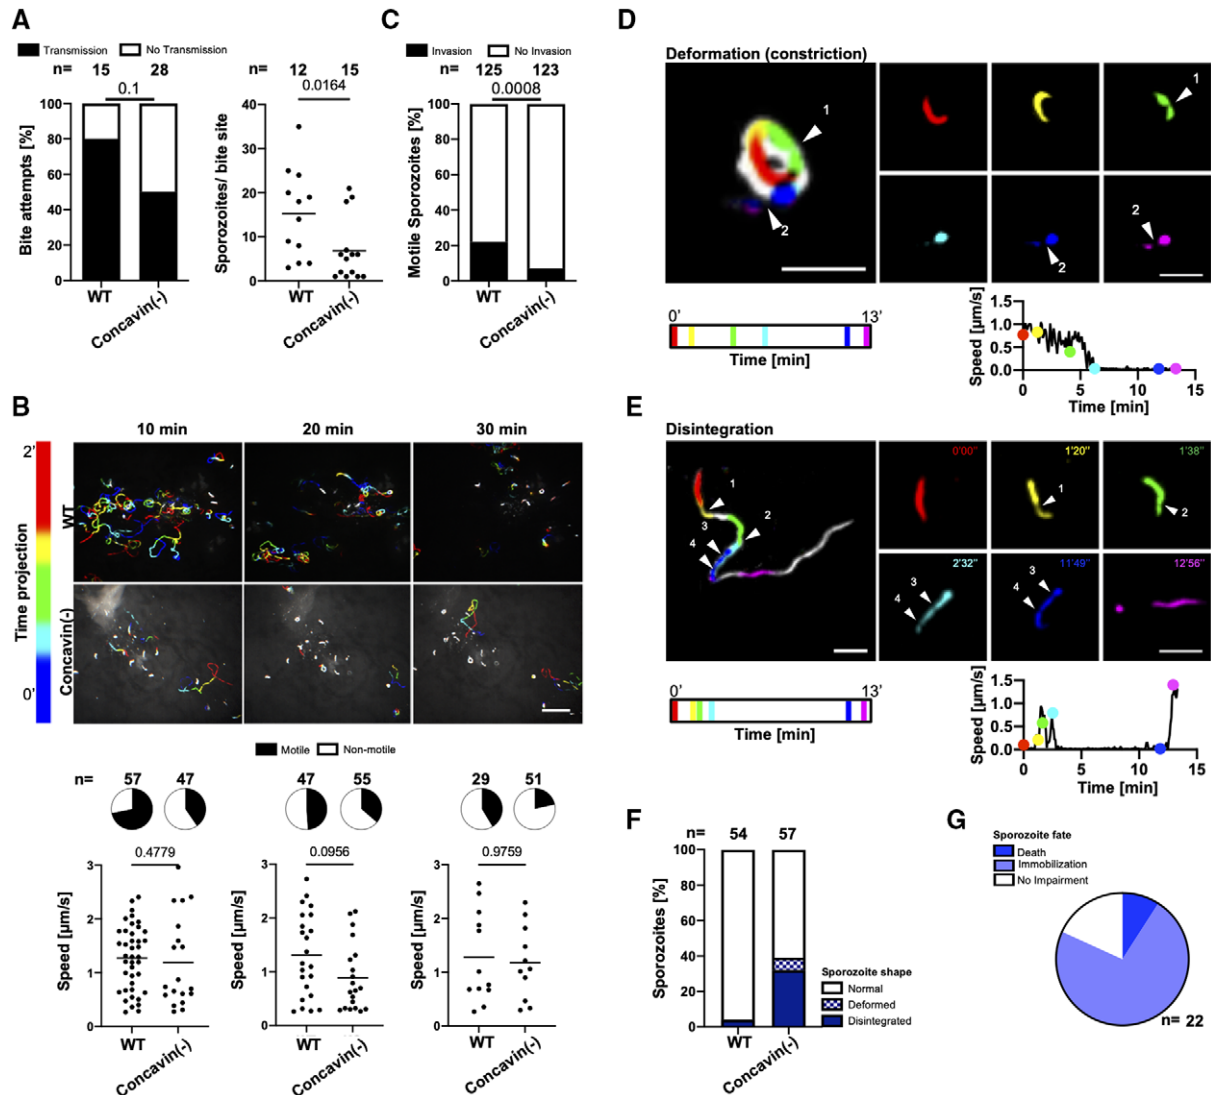 A
Transmission No Transmission
n= 15 28
0.1
Bite attempts [%]
100
80
60
40
20
0
WT
Concavin(-)
n= 12 15
0.0164
Sporozoites/ bite site
40
30
20
10
0
WT
Concavin(-)
C
Invasion No Invasion
n= 125 123
0.0008
Motile Sporozoites [%]
100
80
60
40
20
0
WT
Concavin(-)
B
10 min 20 min 30 min
Time projection
2'
0'
WT
Concavin(-)
Motile Non-motile
n= 57 47 47 55 29 51
0.4779
Speed [µm/s]
3
2
1
0
WT
Concavin(-)
0.0956
Speed [µm/s]
3
2
1
0
WT
Concavin(-)
0.9759
Speed [µm/s]
3
2
1
0
WT
Concavin(-)
D
Deformation (constriction)
1
2
1
2
2
0' 13'
Time [min]
Speed [µm/s]
1.5
1.0
0.5
0.0
0 5 10 15
Time [min]
E
Disintegration
1
2
3
4
0'00"
1'20"
1
1'38"
2
2'32"
3
4
11'49"
3
4
12'56"
0' 13'
Time [min]
Speed [µm/s]
1.5
1.0
0.5
0.0
0 5 10 15
Time [min]
F
n= 54 57
Sporozoites [%]
100
80
60
40
20
0
WT
Concavin(-)
Sporozoite shape
Normal
Deformed
Disintegrated
G
Sporozoite fate
Death
Immobilization
No Impairment
n= 22